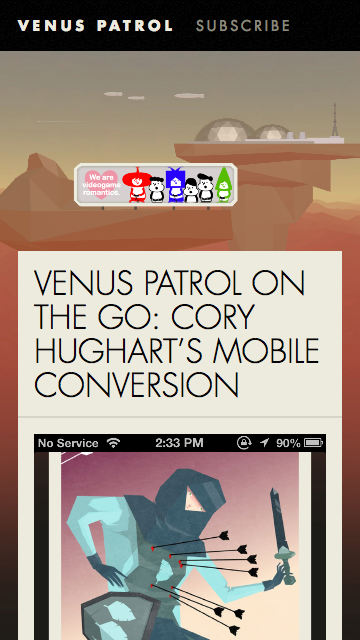 VENUS PATROL SUBSCRIBE
We are
videogame
romantics.
VENUS PATROL ON
THE GO: CORY
HUGHART'S MOBILE
CONVERSION
No Service 2:33 PM 90%